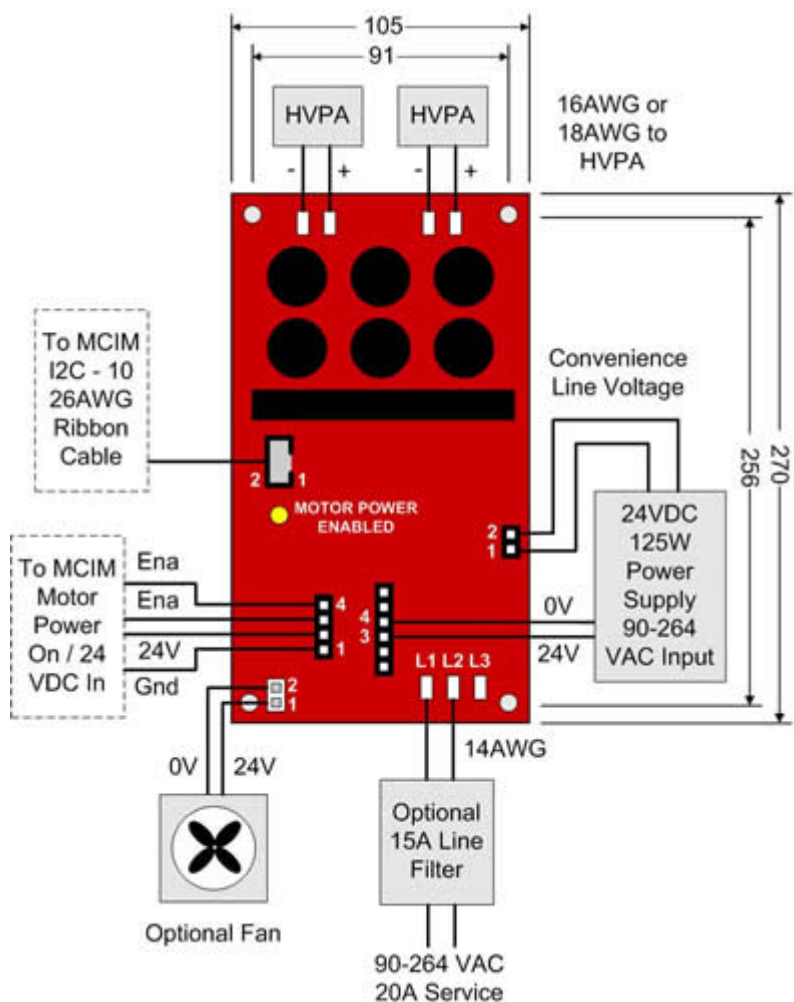 105
91
HVPA
HVPA
16AWG or
18AWG to
HVPA
- +
- +
To MCIM
I2C - 10
26AWG
Ribbon
Cable
Convenience
Line Voltage
270
256
2 1
MOTOR POWER
ENABLED
2
1
24VDC
125W
Power
Supply
90-264
VAC Input
To MCIM
Motor
Power
On / 24
VDC In
Ena
Ena
24V
Gnd
4
1
4
3
0V
24V
L1 L2 L3
2
1
14AWG
0V 24V
Optional
15A Line
Filter
Optional Fan
90-264 VAC
20A Service